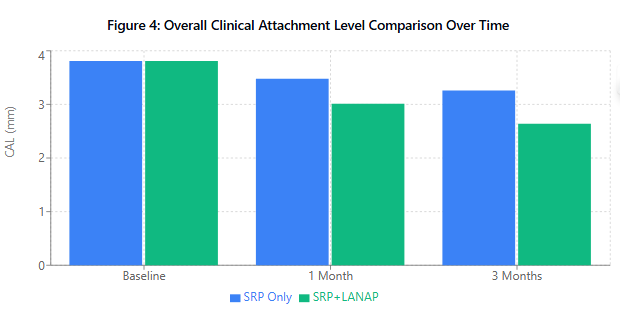 Figure 4: Overall Clinical Attachment Level Comparison Over Time
CAL (mm)
4
3
2
1
0
Baseline
1 Month
3 Months
SRP Only
SRP+LANAP